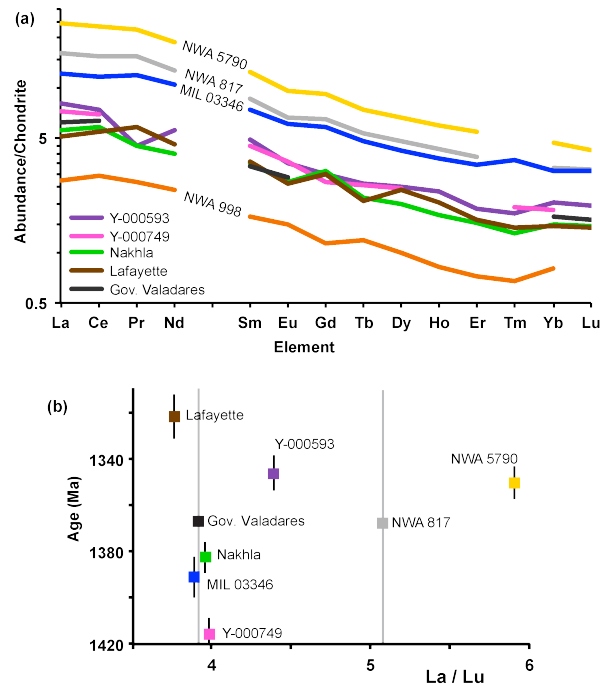 (a)
Abundance/Chondrite
5
0.5
NWA 5790
NWA 817
MIL 03346
NWA 998
Y-000593
Y-000749
Nakhla
Lafayette
Gov. Valadares
La Ce Pr Nd Sm Eu Gd Tb Dy Ho Er Tm Yb Lu
Element
(b)
Age (Ma)
1340
1380
1420
Lafayette
Y-000593
NWA 5790
Gov. Valadares
NWA 817
Nakhla
MIL 03346
Y-000749
4 5 6
La / Lu